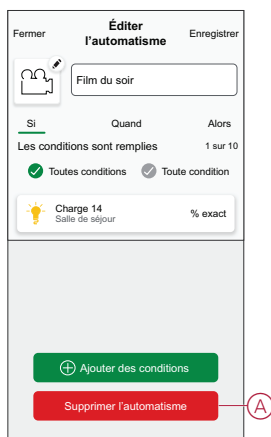 Fermer
Éditer
l'automatisme
Enregistrer
Film du soir
Si
Quand
Alors
Les conditions sont remplies
1 sur 10
Toutes conditions
Toute condition
Charge 14
Salle de séjour
% exact
Ajouter des conditions
Supprimer l'automatisme
A